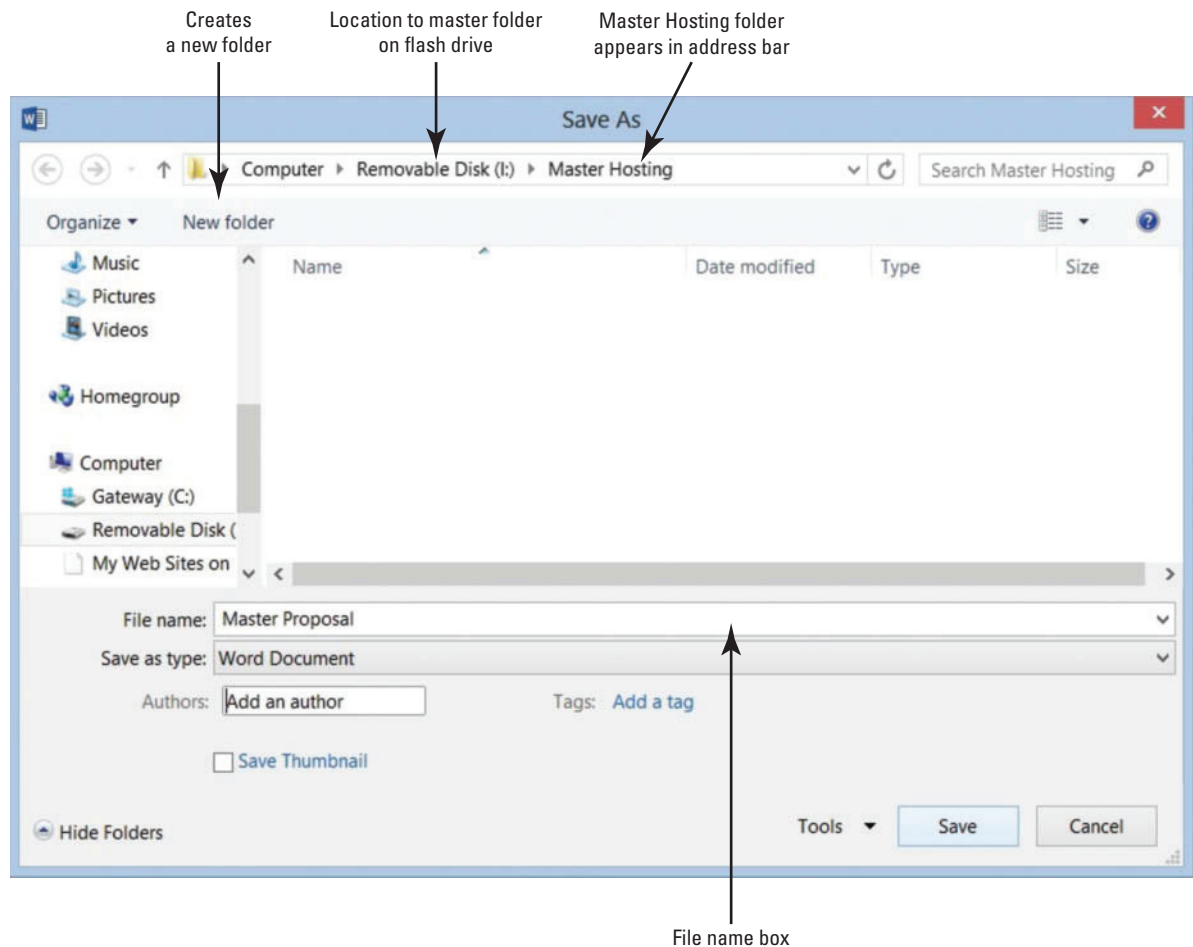 Creates
a new folder
Location to master folder
on flash drive
Master Hosting folder
appears in address bar
W
Save As
Computer Removable Disk (I:) Master Hosting
Search Master Hosting
Organize
New folder
Music
Pictures
Videos
Homegroup
Computer
Gateway (C:)
Removable Disk (
My Web Sites on
Name
Date modified
Type
Size
File name: Master Proposal
Save as type: Word Document
Authors: Add an author
Tags: Add a tag
Save Thumbnail
Hide Folders
Tools
Save
Cancel
File name box